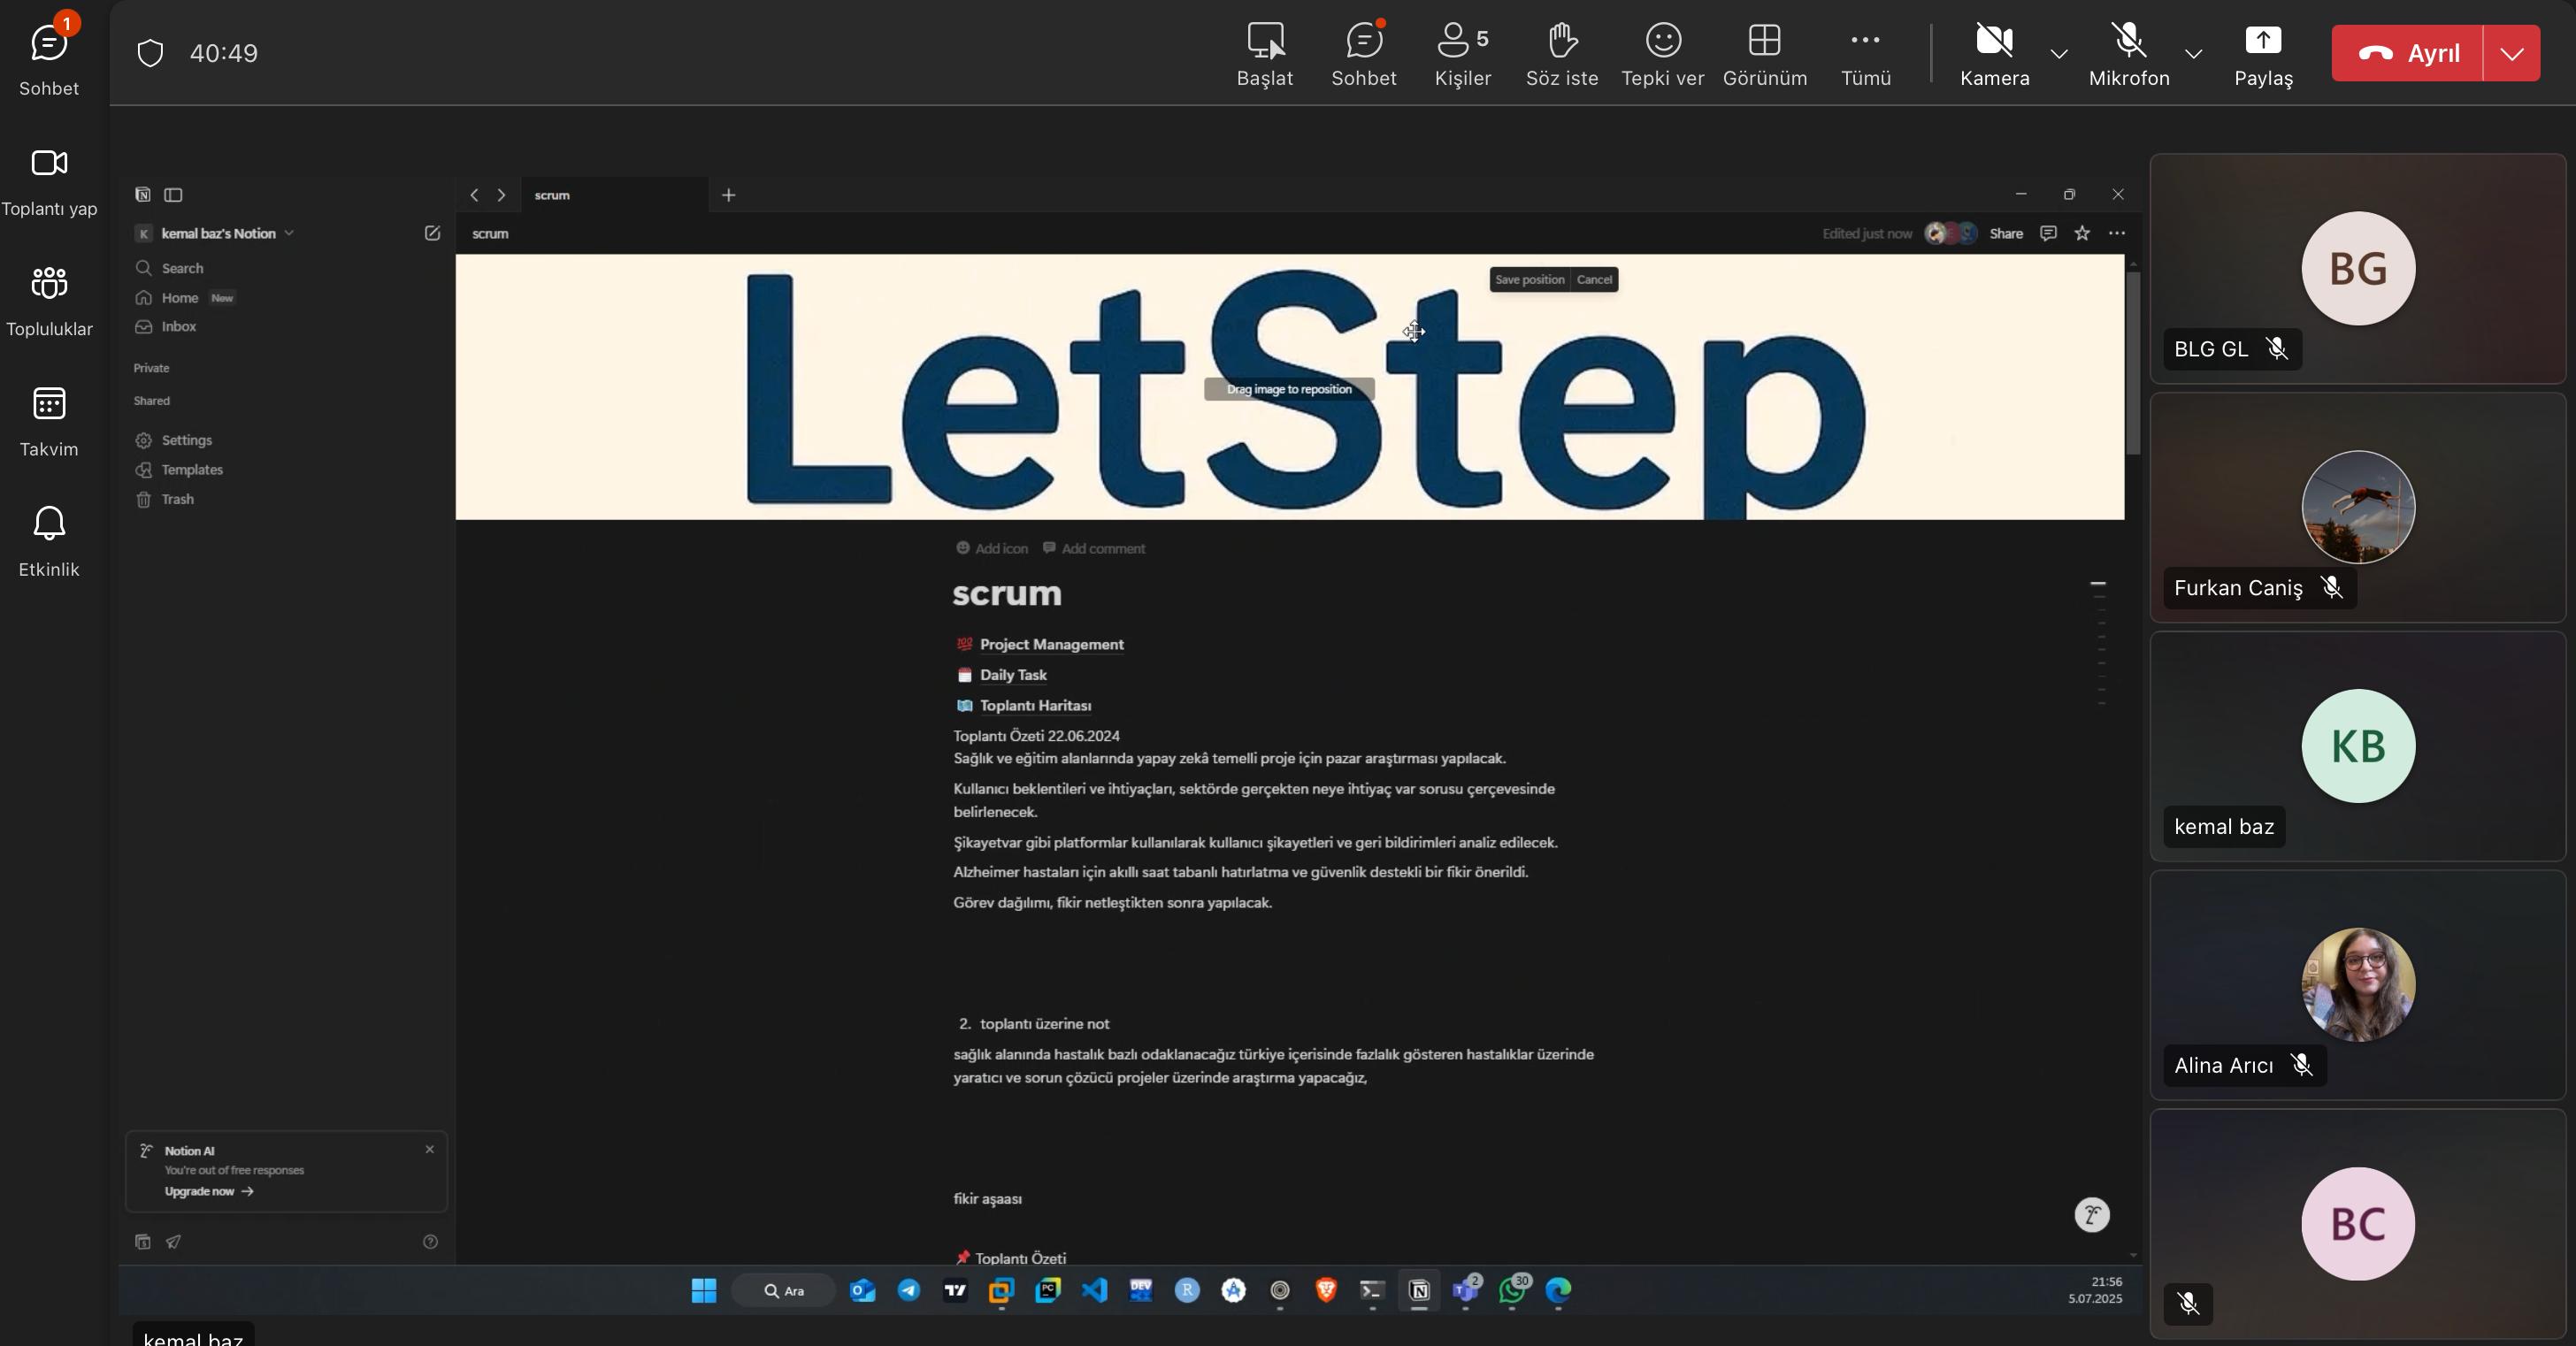 1
Sohbet
Toplantı yap
Topluluklar
Takvim
Etkinlik
40:49
Başlat
Sohbet
Kişiler
5
Söz iste
Tepki ver
Görünüm
Tümü
Kamera
Mikrofon
Paylaş
Ayrıl
scrum
K kemal baz's Notion
Search
Home New
Inbox
Private
Shared
Settings
Templates
Trash
scrum
Edited just now
Share
Save position Cancel
LetStep
Drag image to reposition
Add icon Add comment
scrum
💯 Project Management
Daily Task
Toplantı Haritası
Toplantı Özeti 22.06.2024
Sağlık ve eğitim alanlarında yapay zekâ temelli proje için pazar araştırması yapılacak.
Kullanıcı beklentileri ve ihtiyaçları, sektörde gerçekten neye ihtiyaç var sorusu çerçevesinde
belirlenecek.
Şikayetvar gibi platformlar kullanılarak kullanıcı şikayetleri ve geri bildirimleri analiz edilecek.
Alzheimer hastaları için akıllı saat tabanlı hatırlatma ve güvenlik destekli bir fikir önerildi.
Görev dağılımı, fikir netleştikten sonra yapılacak.
2. toplantı üzerine not
sağlık alanında hastalık bazlı odaklanacağız türkiye içerisinde fazlalık gösteren hastalıklar üzerinde
yaratıcı ve sorun çözücü projeler üzerinde araştırma yapacağız,
fikir aşaası
📌 Toplantı Özeti
Notion AI
You're out of free responses
Upgrade now →
Ara
PC
DEV
R
2
30
21:56
5.07.2025
kemal baz
BG
BLG GL
Furkan Caniş
KB
kemal baz
Alina Arıcı
BC